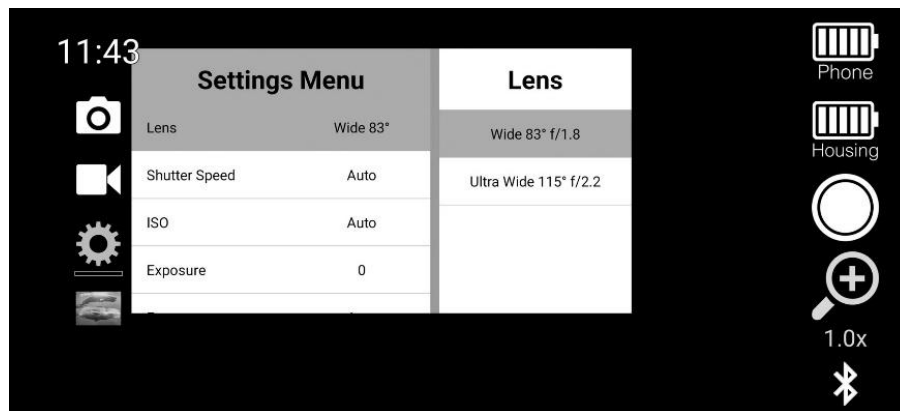 11:43
Settings Menu
Lens Wide 83°
Shutter Speed Auto
ISO Auto
Exposure 0
Lens
Wide 83° f/1.8
Ultra Wide 115° f/2.2
Phone
Housing
1.0x